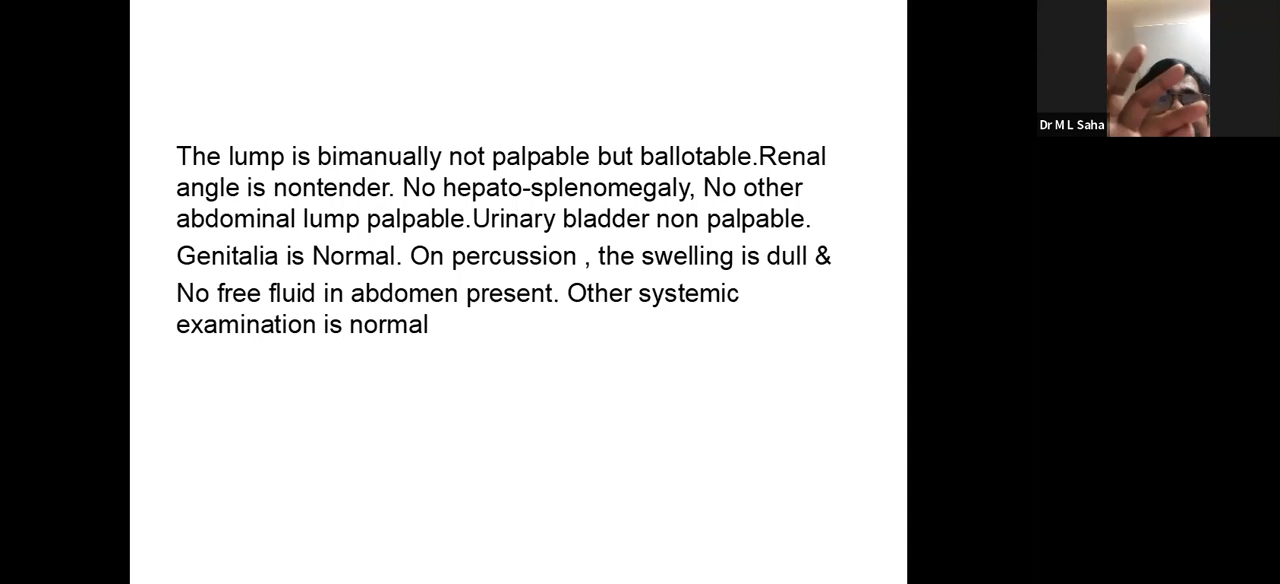 The lump is bimanually not palpable but ballotable.Renal
angle is nontender. No hepato-splenomegaly, No other
abdominal lump palpable.Urinary bladder non palpable.
Genitalia is Normal. On percussion , the swelling is dull &
No free fluid in abdomen present. Other systemic
examination is normal
Dr M L Saha